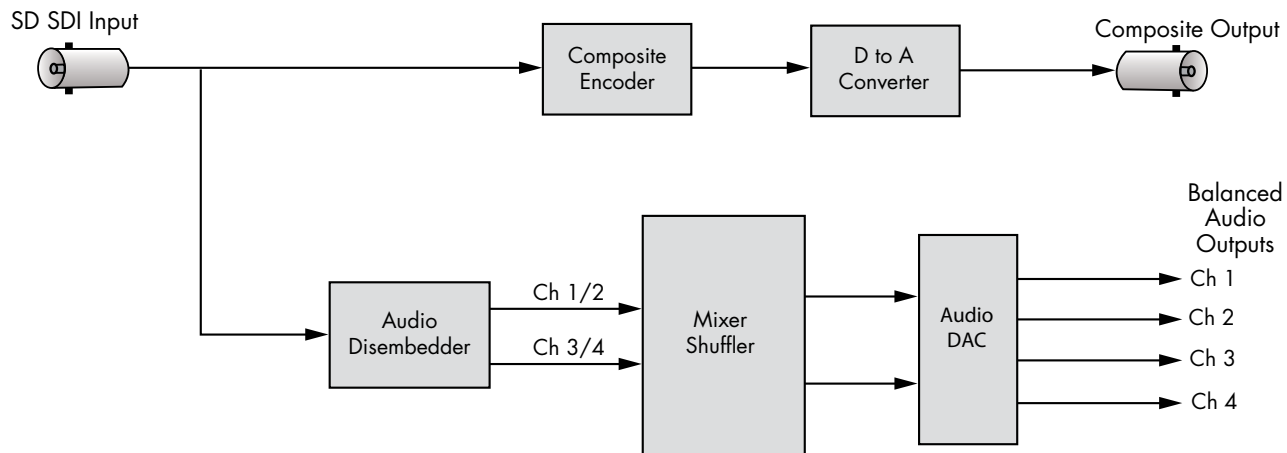 SD SDI Input
Composite
Encoder
D to A
Converter
Composite Output
Balanced
Audio
Outputs
Audio
Disembedder
Ch 1/2
Ch 3/4
Mixer
Shuffler
Audio
DAC
Ch 1
Ch 2
Ch 3
Ch 4